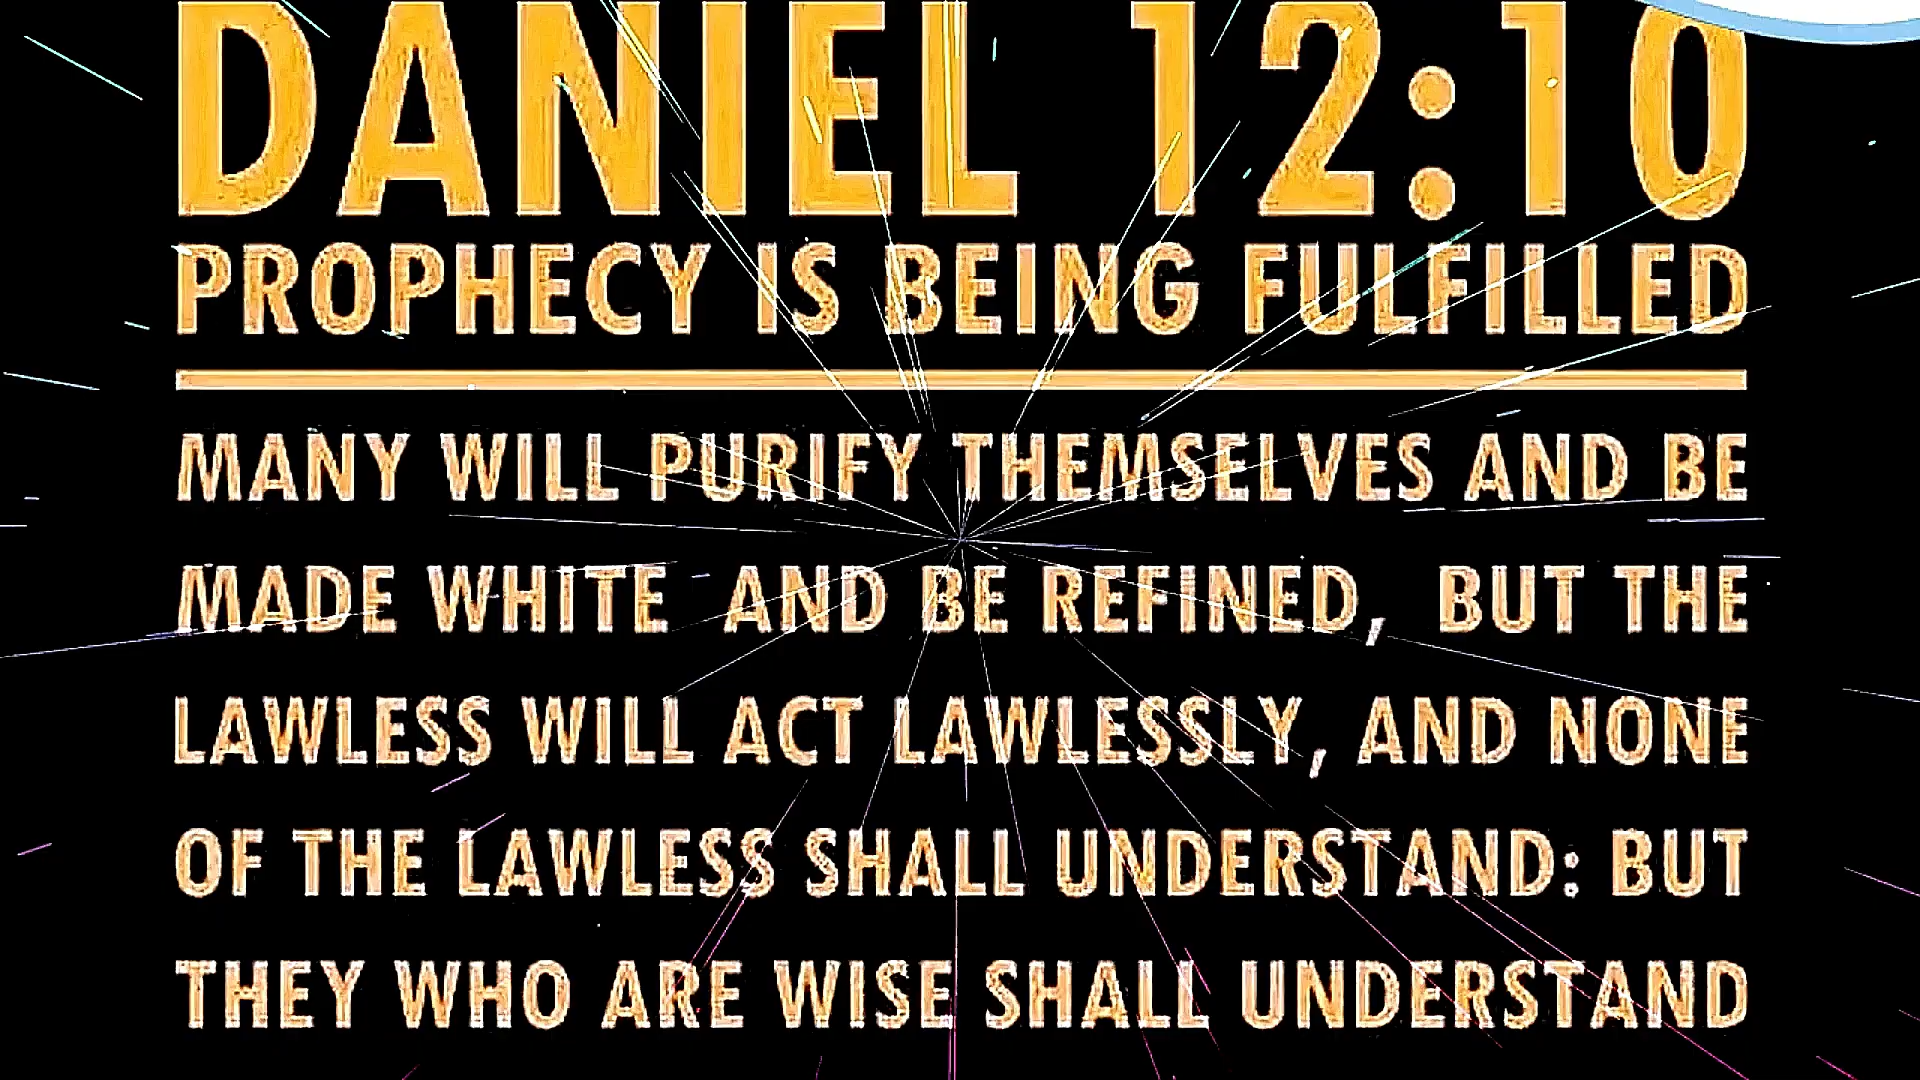 DANIEL 12:10
PROPHECY IS BEING FULFILLED
MANY WILL PURIFY THEMSELVES AND BE
MADE WHITE AND BE REFINED, BUT THE
LAWLESS WILL ACT LAWLESSLY, AND NONE
OF THE LAWLESS SHALL UNDERSTAND: BUT
THEY WHO ARE WISE SHALL UNDERSTAND